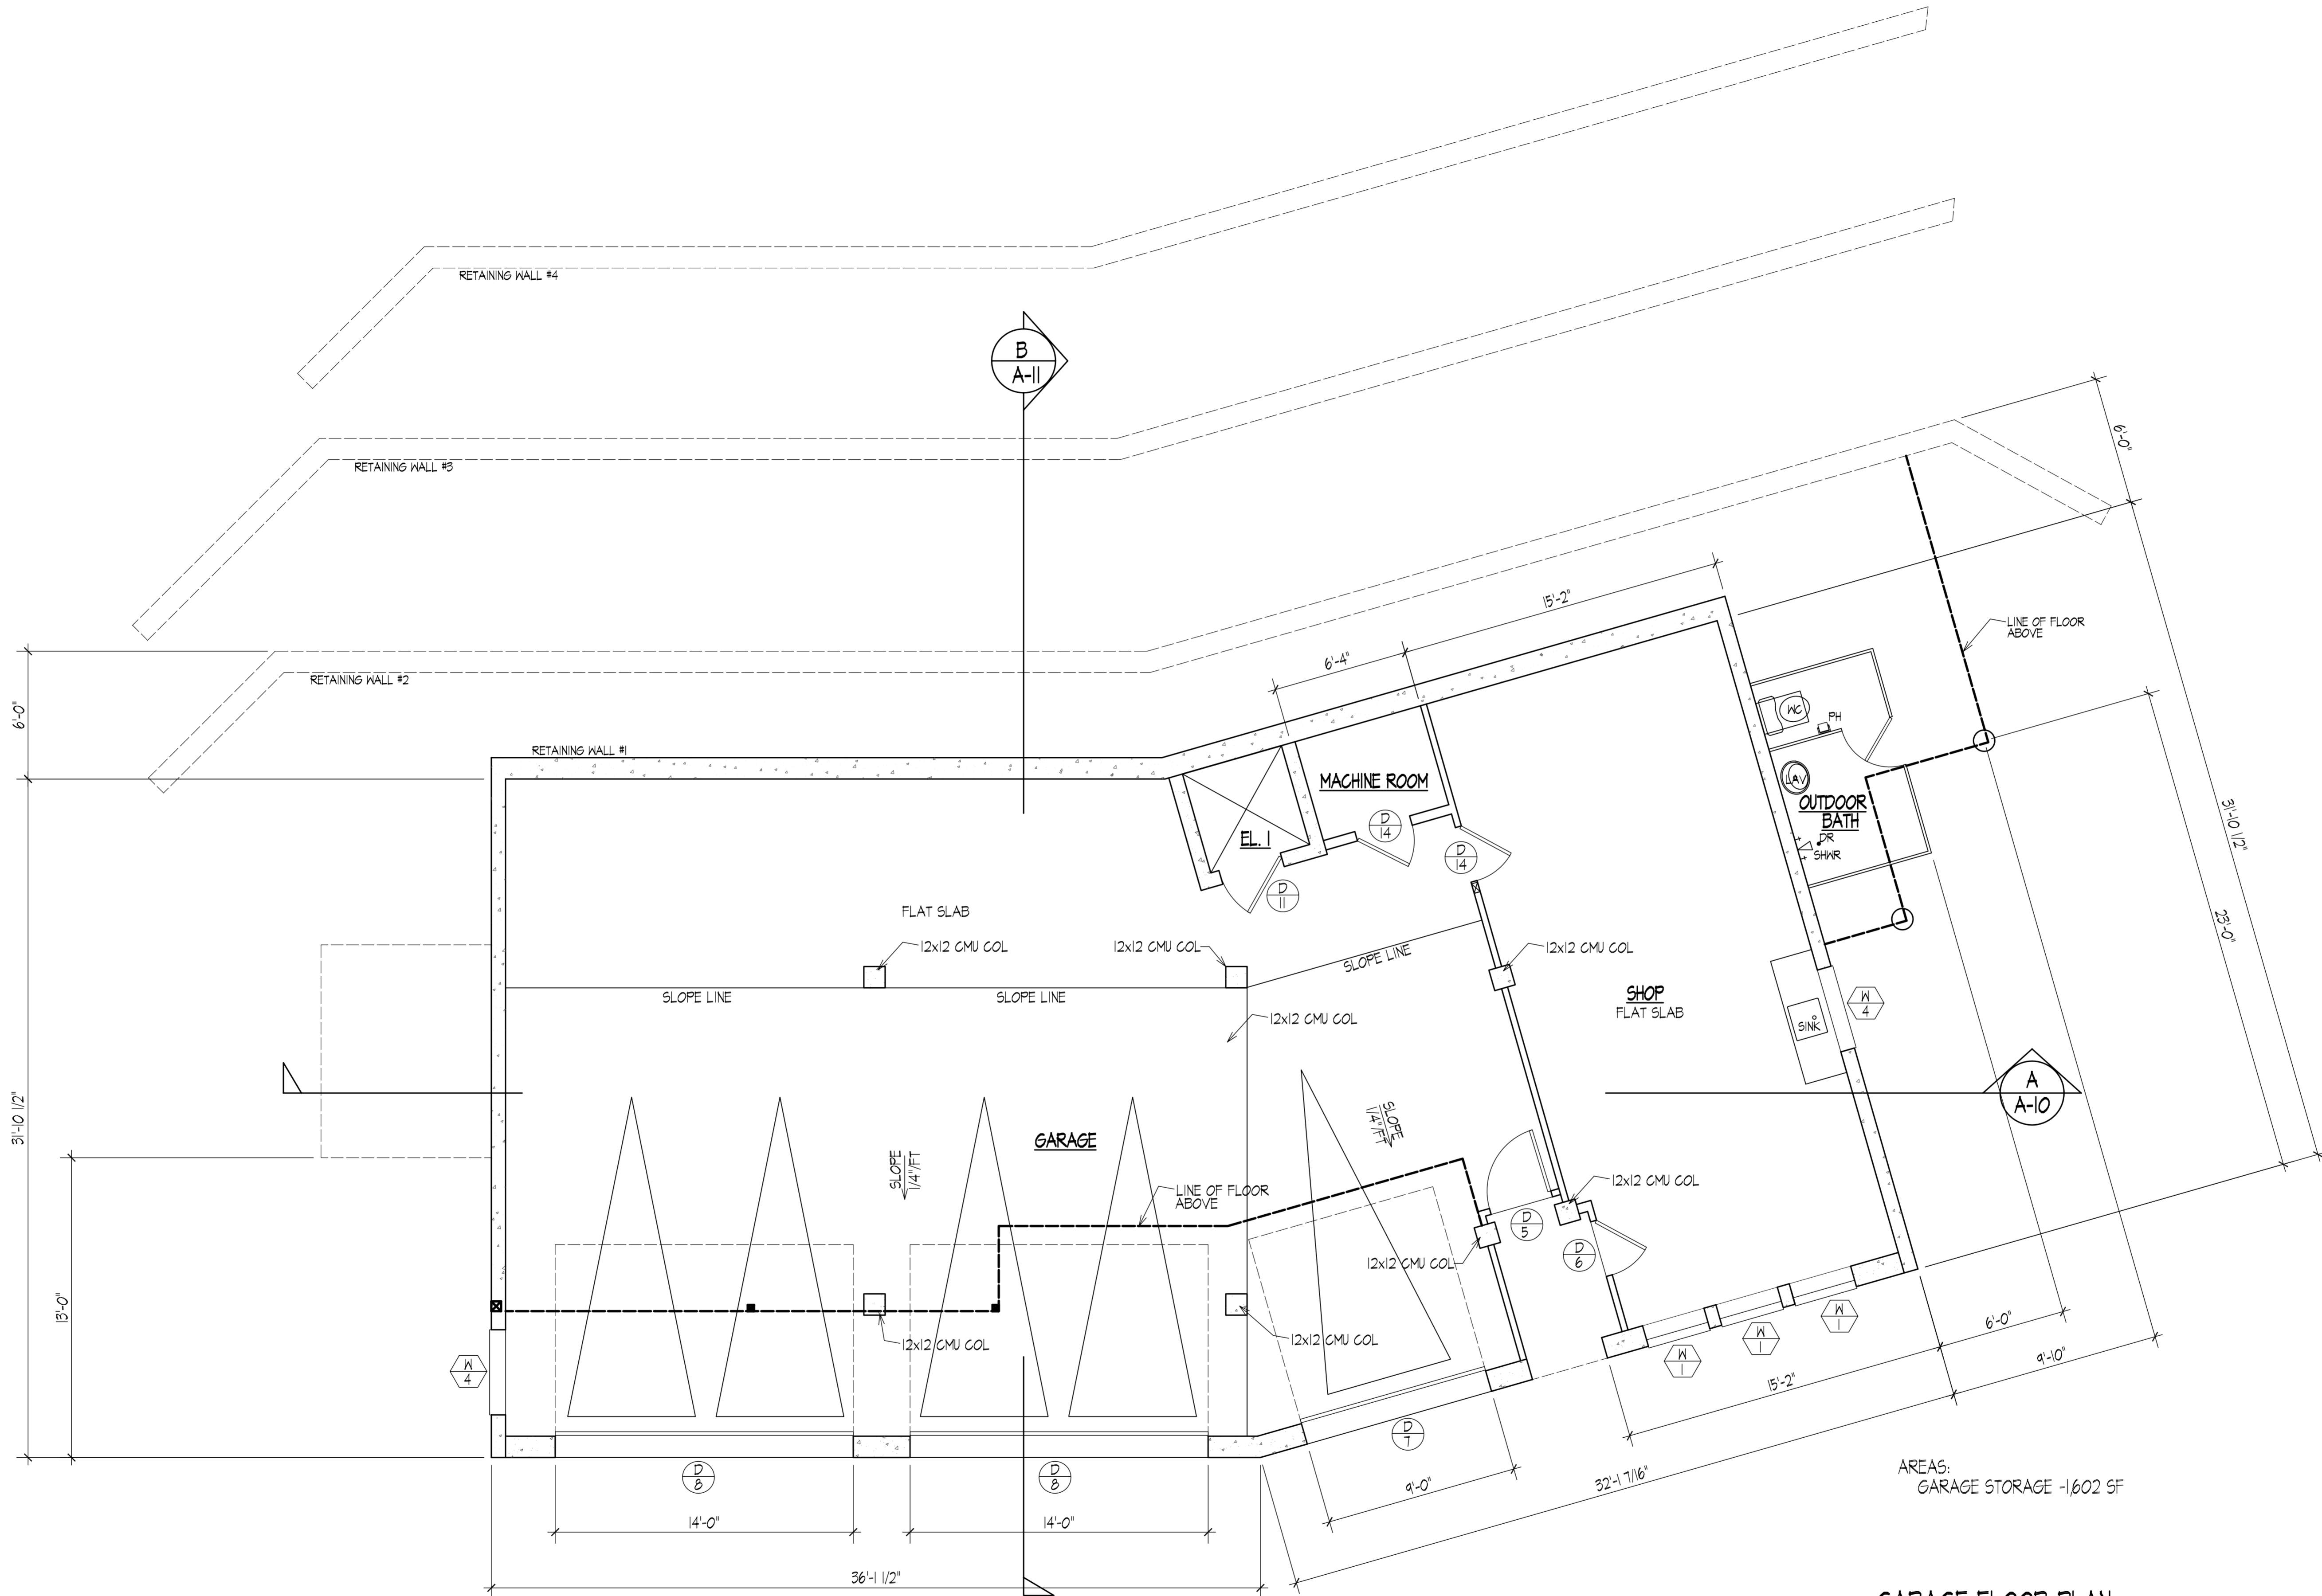 RETAINING WALL #4
B
A-11
RETAINING WALL #3
6'-0"
15'-2"
LINE OF FLOOR
ABOVE
6'-4"
RETAINING WALL #2
6'-0"
WC
PH
RETAINING WALL #1
MACHINE ROOM
LAV
OUTDOOR
BATH
31'-10 1/2"
D
14
EL. 1
DR
SHWR
D
14
D
11
FLAT SLAB
23'-0"
12x12 CMU COL
12x12 CMU COL
12x12 CMU COL
SLOPE LINE
SHOP
FLAT SLAB
SLOPE LINE
SLOPE LINE
W
4
12x12 CMU COL
SINK
A
A-10
31'-10 1/2"
SLOPE
1/4"/FT
GARAGE
SLOPE
1/4"/FT
LINE OF FLOOR
ABOVE
12x12 CMU COL
D
5
D
6
12x12 CMU COL
13'-0"
12x12 CMU COL
12x12 CMU COL
W
4
W
1
W
1
W
1
6'-0"
9'-10"
15'-2"
D
7
D
8
D
8
9'-0"
32'-1 7/16"
AREAS:
GARAGE STORAGE -1,602 SF
14'-0"
14'-0"
36'-1 1/2"
GARAGE FLOOR PLAN